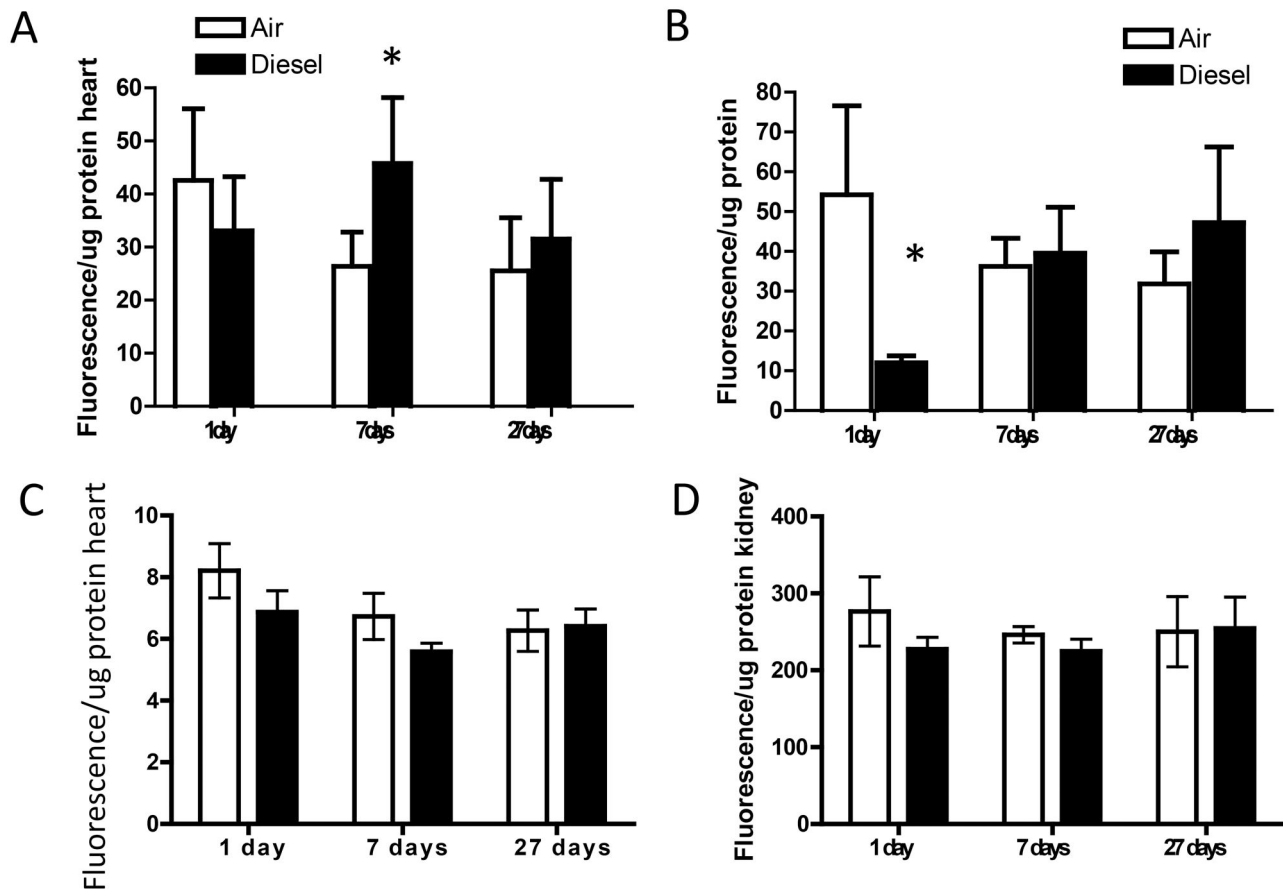 A
Air
Diesel
*
Fluorescence/ug protein heart
60
50
40
30
20
10
0
1day
7days
27days
B
Air
Diesel
*
Fluorescence/ug protein
80
70
60
50
40
30
20
10
0
1day
7days
27days
C
Fluorescence/ug protein heart
10
8
6
4
2
0
1 day
7 days
27 days
D
Fluorescence/ug protein kidney
400
300
200
100
0
1day
7days
27days